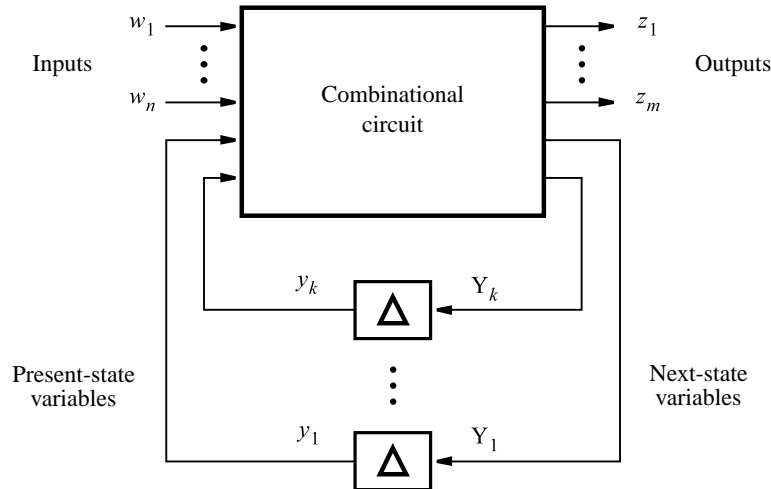 w1
z1
Inputs
Outputs
wn
zm
Combinational
circuit
yk
Δ
Yk
Present-state
variables
Next-state
variables
y1
Δ
Y1